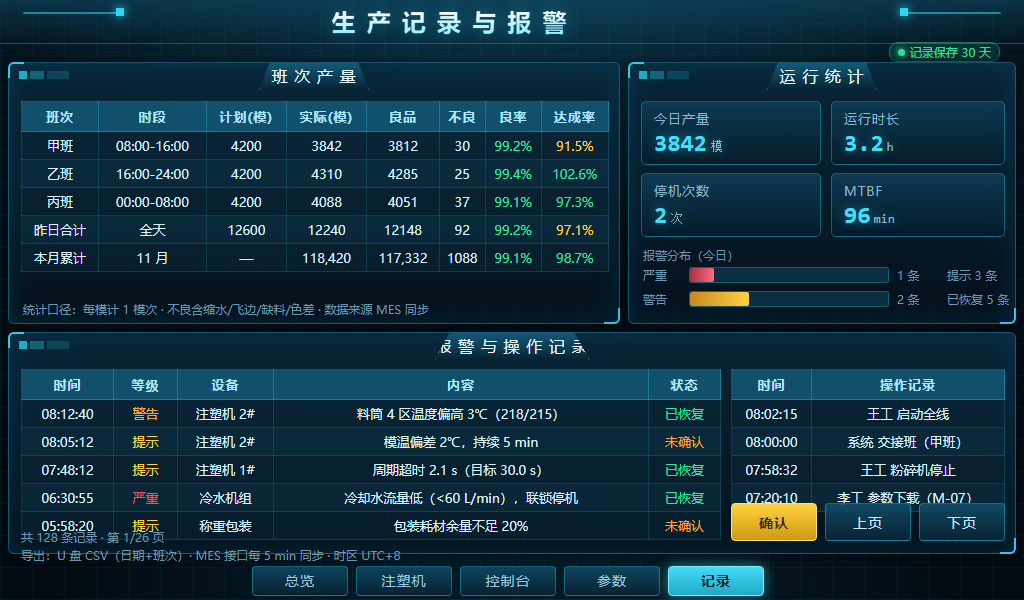 生产记录与报警
记录保存 30 天
班次产量
班次 时段 计划(模) 实际(模) 良品 不良 良率 达成率
甲班 08:00-16:00 4200 3842 3812 30 99.2% 91.5%
乙班 16:00-24:00 4200 4310 4285 25 99.4% 102.6%
丙班 00:00-08:00 4200 4088 4051 37 99.1% 97.3%
昨日合计 全天 12600 12240 12148 92 99.2% 97.1%
本月累计 11 月 — 118,420 117,332 1088 99.1% 98.7%
统计口径：每模计 1 模次 · 不良含缩水/飞边/缺料/色差 · 数据来源 MES 同步
运行统计
今日产量
3842 模
运行时长
3.2 h
停机次数
2 次
MTBF
96 min
报警分布（今日）
严重 1 条 提示 3 条
警告 2 条 已恢复 5 条
报警与操作记录
时间 等级 设备 内容 状态
08:12:40 警告 注塑机 2# 料筒 4 区温度偏高 3℃（218/215） 已恢复
08:05:12 提示 注塑机 2# 模温偏差 2℃，持续 5 min 未确认
07:48:12 提示 注塑机 1# 周期超时 2.1 s（目标 30.0 s） 已恢复
06:30:55 严重 冷水机组 冷却水流量低（<60 L/min），联锁停机 已恢复
05:58:20 提示 称重包装 包装耗材余量不足 20% 未确认
时间 操作记录
08:02:15 王工 启动全线
08:00:00 系统 交接班（甲班）
07:58:32 王工 粉碎机停止
07:20:10 李工 参数下载（M-07）
确认 上页 下页
共 128 条记录 · 第 1/26 页
导出：U 盘 CSV（日期+班次） · MES 接口每 5 min 同步 · 时区 UTC+8
总览 注塑机 控制台 参数 记录